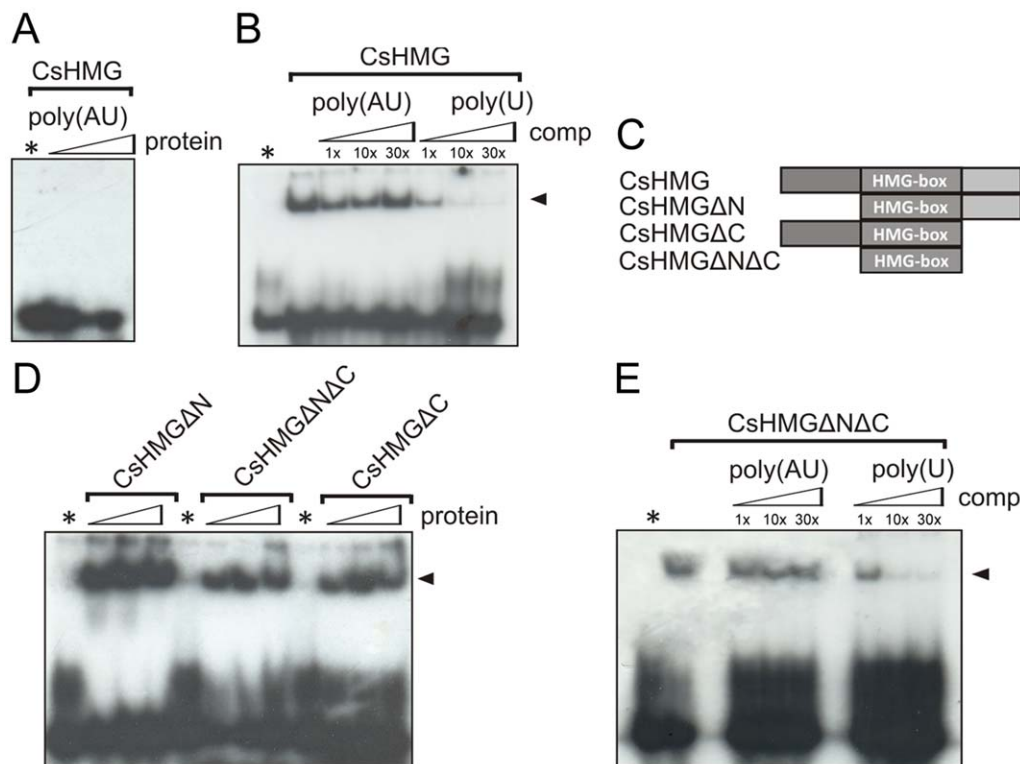 A
CsHMG
poly(AU)
* protein
B
CsHMG
poly(AU) poly(U)
comp
* 1x 10x 30x 1x 10x 30x
C
CsHMG HMG-box
CsHMGΔN HMG-box
CsHMGΔC HMG-box
CsHMGΔNΔC HMG-box
D
CsHMGΔN CsHMGΔNΔC CsHMGΔC
* * * protein
E
CsHMGΔNΔC
poly(AU) poly(U)
comp
* 1x 10x 30x 1x 10x 30x